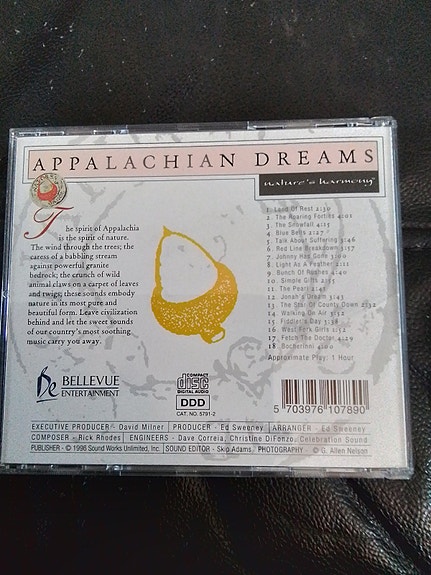 APPALACHIAN DREAMS
nature's harmony
The spirit of Appalachia
is the spirit of nature.
The wind through the trees; the
caress of a babbling
stream against powerful granite
bedrock; the crunch of wild
animal claws on a carpet of leaves
and twigs; these sounds embody
nature in its most pure and
beautiful form. Leave civilization
behind and let the sweet sounds
of our country's most soothing
music carry you away.
1. Land Of Rest 2:30
2. The Roaring Forties 4:01
3. The Snowfall 4:15
4. Blue Bells 2:27
5. Talk About Suffering 3:46
6. Red Line Breakdown 3:57
7. Johnny Has Gone 3:00
8. Light As A Feather 2:11
9. Bunch Of Rushes 4:40
10. Simple Gifts 2:51
11. The Pearl 2:48
12. Jonah's Dream 3:43
13. The Star Of County Down 2:32
14. Walking On Air 3:32
15. Fiddler's Day 3:38
16. West Fork Girls 2:32
17. Fetch The Doctor 4:29
18. 4:00
Approximate Play: 1 Hour
Be BELLEVUE
ENTERTAINMENT
COMPACT
disc
DIGITAL AUDIO
DDD
CAT. NO. 5791-2
5 703976 107890
EXECUTIVE PRODUCER - David Milner PRODUCER - Ed Sweeney ARRANGER - Ed Sweeney
COMPOSER - Rick Rhodes ENGINEERS - Dave Correia, Christine DiFonzo, Celebration Sound
PUBLISHER - © 1996 Sound Works Unlimited, Inc. SOUND EDITOR - Skip Adams, PHOTOGRAPHY - © G. Allen Nelson